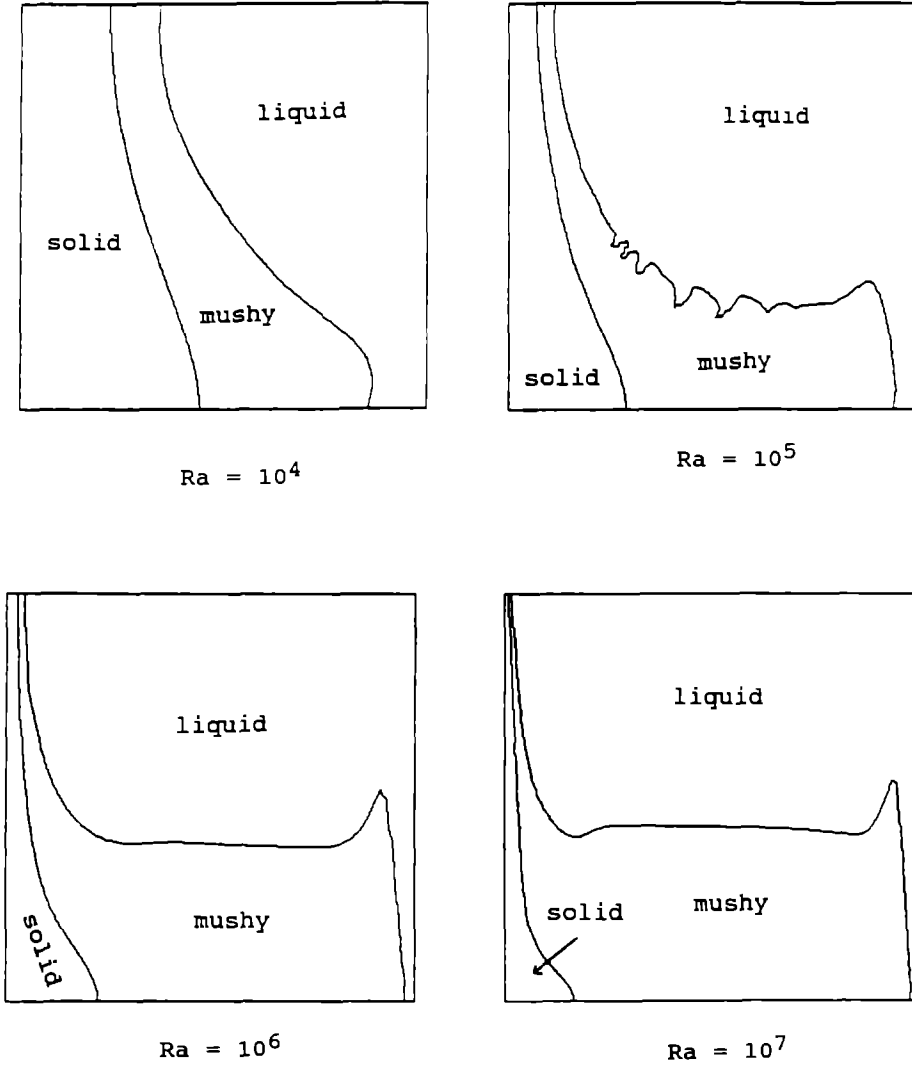 liquid
solid
mushy
Ra = 10⁴
liquid
mushy
solid
Ra = 10⁵
liquid
mushy
solid
Ra = 10⁶
liquid
mushy
solid
Ra = 10⁷